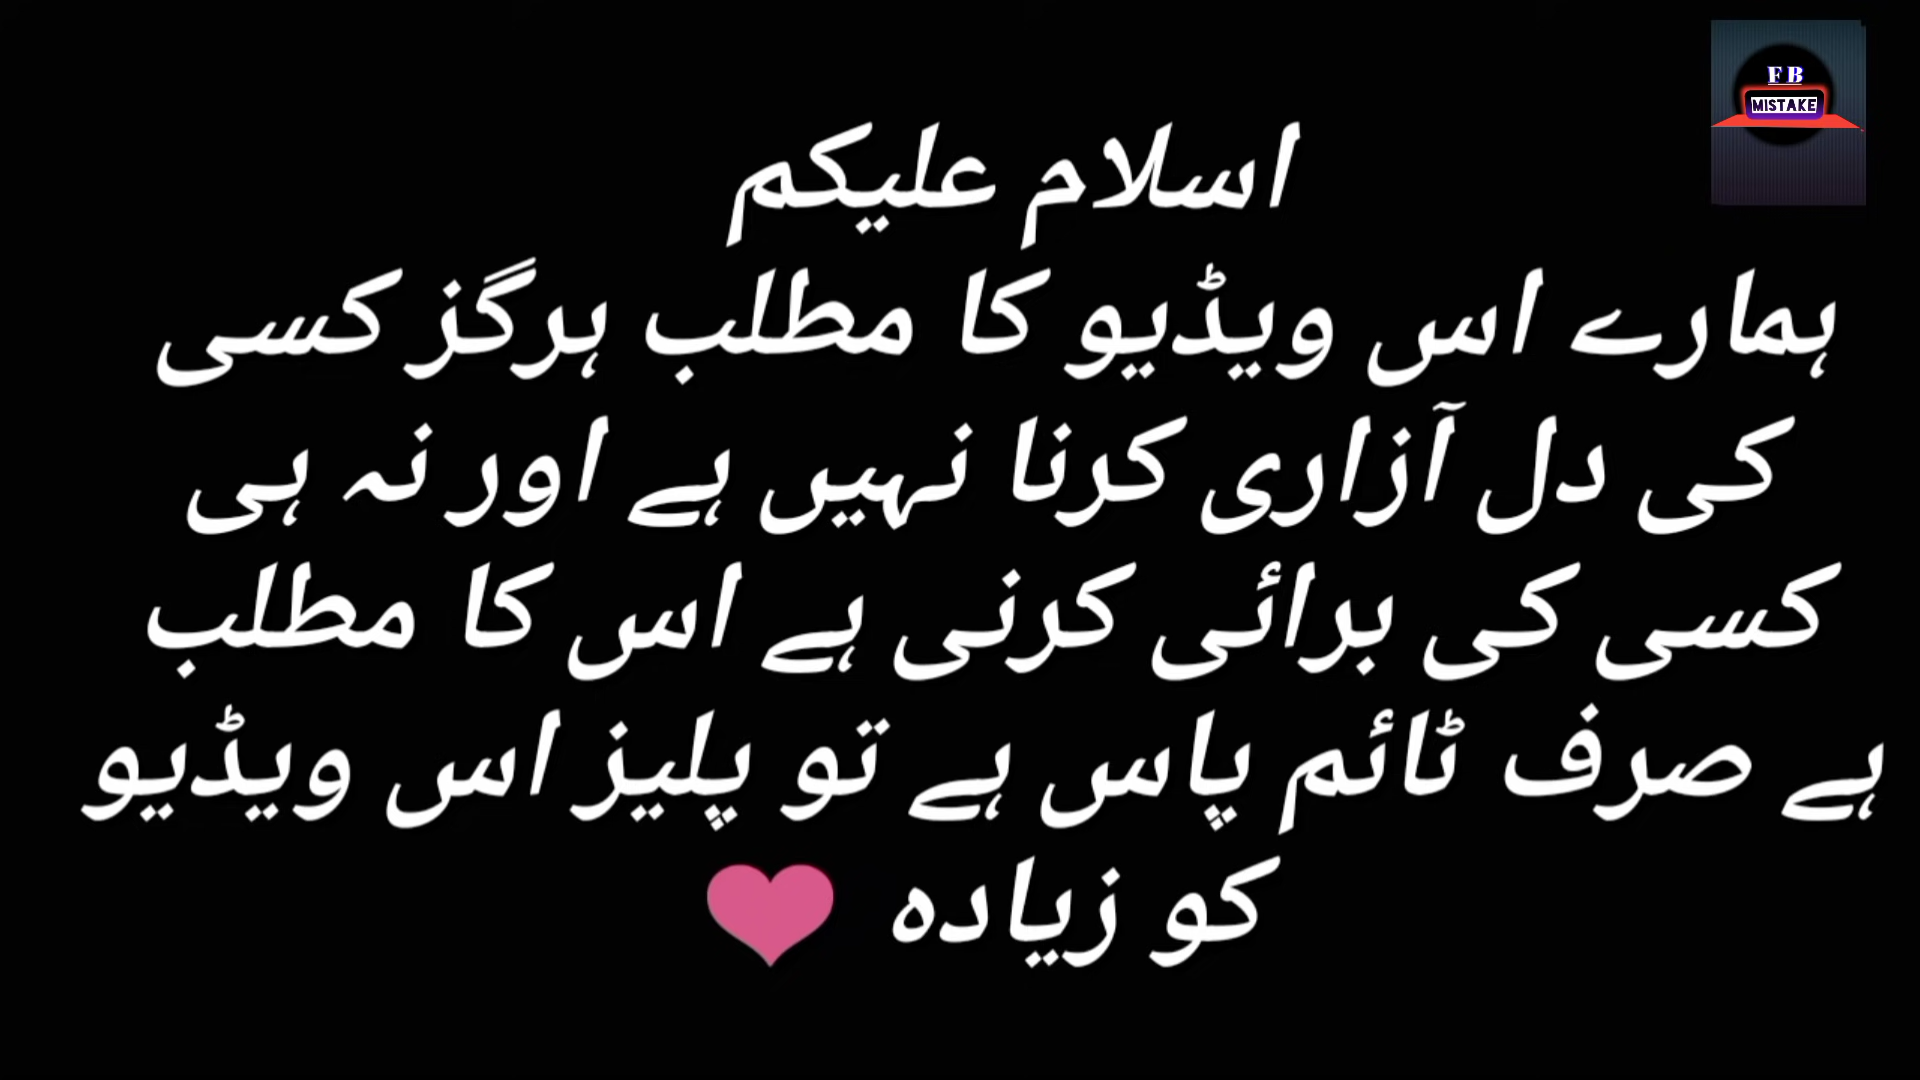 F B
MISTAKE
اسلام علیکم
ہمارے اس ویڈیو کا مطلب ہرگز کسی
کی دل آزاری کرنا نہیں ہے اور نہ ہی
کسی کی برائی کرنی ہے اس کا مطلب
ہے صرف ٹائم پاس ہے تو پلیز اس ویڈیو
کو زیادہ ❤